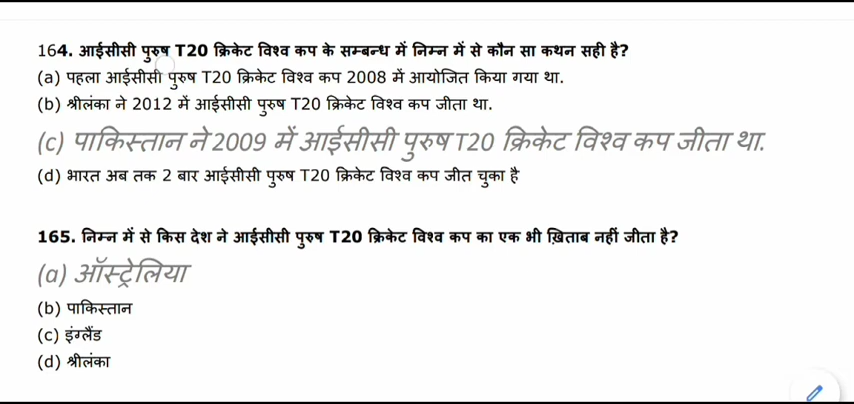 164. आईसीसी पुरुष T20 क्रिकेट विश्व कप के सम्बन्ध में निम्न में से कौन सा कथन सही है?
(a) पहला आईसीसी पुरुष T20 क्रिकेट विश्व कप 2008 में आयोजित किया गया था.
(b) श्रीलंका ने 2012 में आईसीसी पुरुष T20 क्रिकेट विश्व कप जीता था.
(c) पाकिस्तान ने 2009 में आईसीसी पुरुष T20 क्रिकेट विश्व कप जीता था.
(d) भारत अब तक 2 बार आईसीसी पुरुष T20 क्रिकेट विश्व कप जीत चुका है
165. निम्न में से किस देश ने आईसीसी पुरुष T20 क्रिकेट विश्व कप का एक भी ख़िताब नहीं जीता है?
(a) ऑस्ट्रेलिया
(b) पाकिस्तान
(c) इंग्लैंड
(d) श्रीलंका